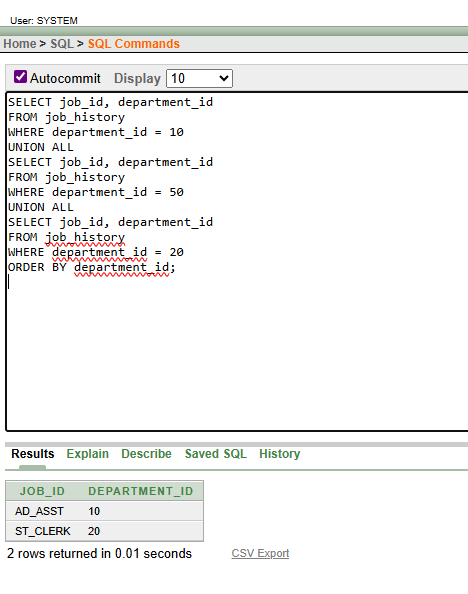 User: SYSTEM
Home > SQL > SQL Commands
Autocommit Display 10
SELECT job_id, department_id
FROM job_history
WHERE department_id = 10
UNION ALL
SELECT job_id, department_id
FROM job_history
WHERE department_id = 50
UNION ALL
SELECT job_id, department_id
FROM job_history
WHERE department_id = 20
ORDER BY department_id;
Results Explain Describe Saved SQL History
JOB_ID DEPARTMENT_ID
AD_ASST 10
ST_CLERK 20
2 rows returned in 0.01 seconds CSV Export